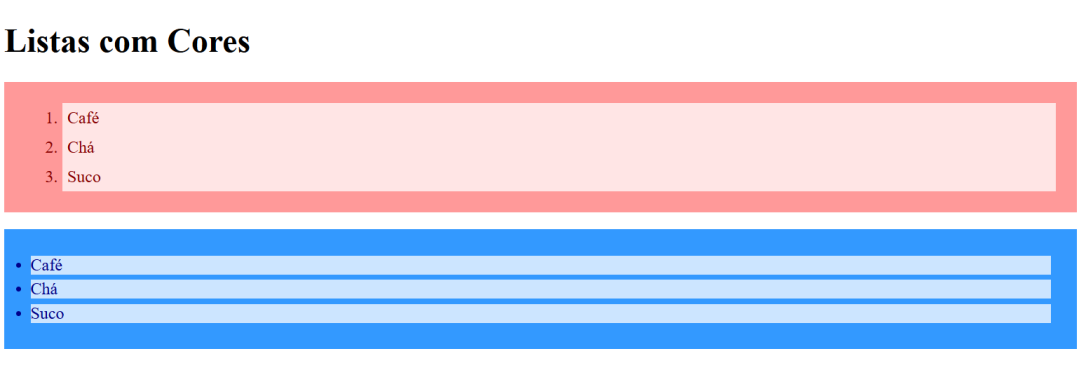 Listas com Cores
1. Café
2. Chá
3. Suco
• Café
• Chá
• Suco